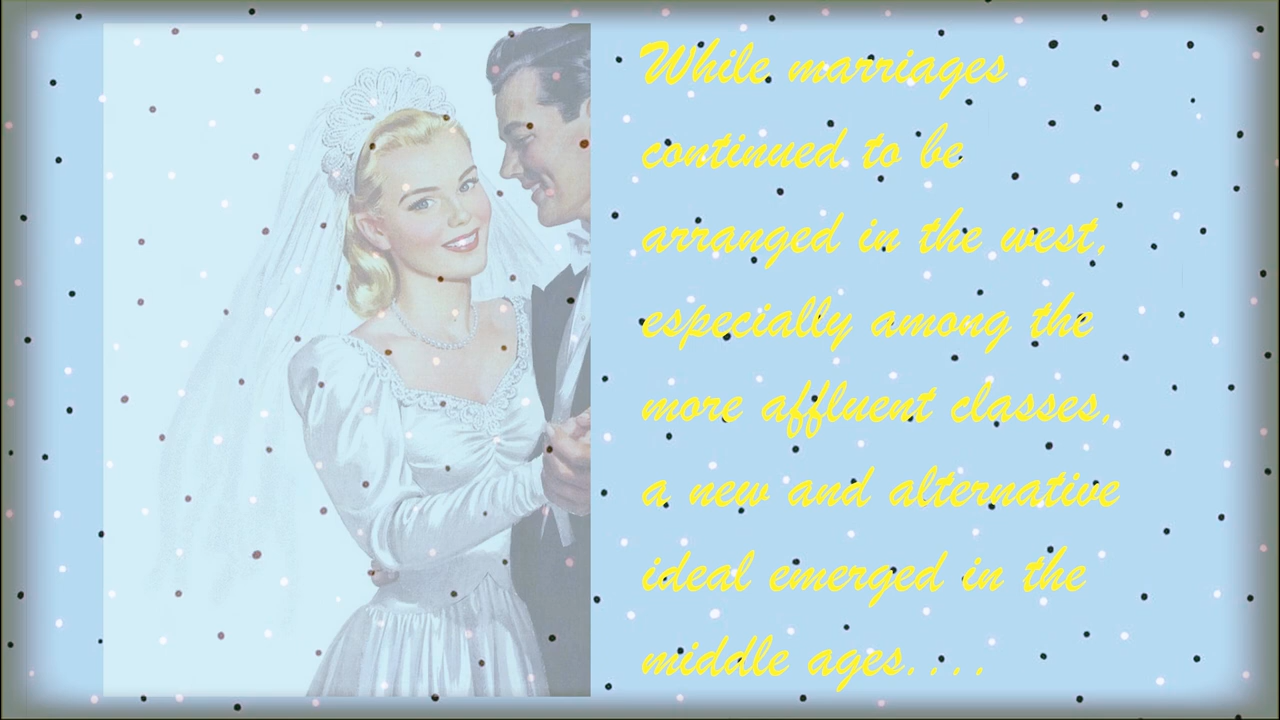 While marriages
continued to be
arranged in the west,
especially among the
more affluent classes,
a new and alternative
ideal emerged in the
middle ages....